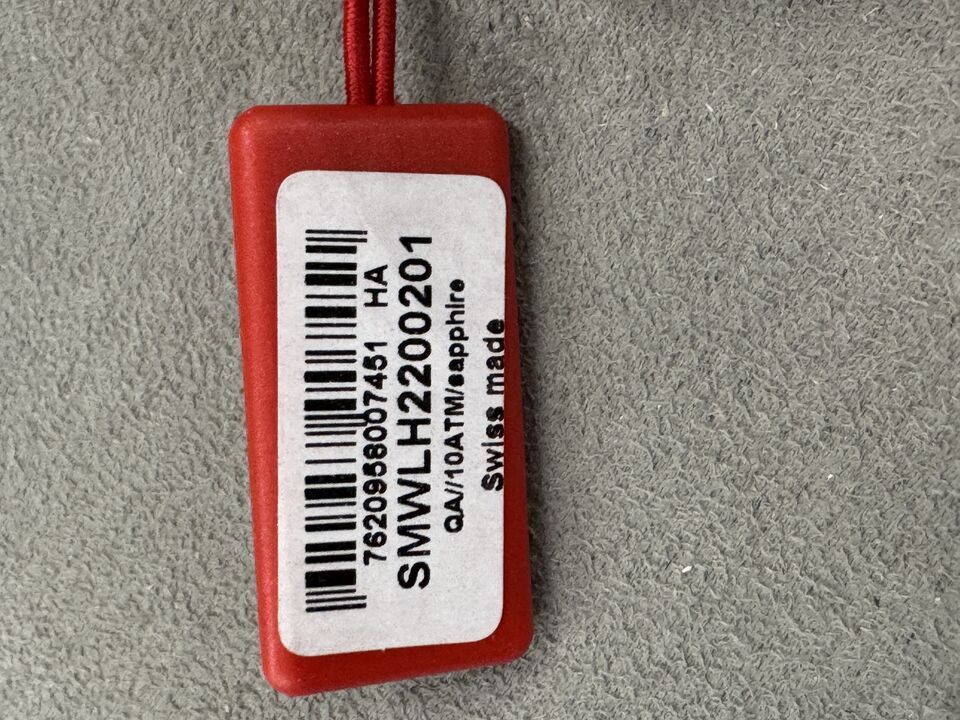 7620958007451 HA
SMWLH2200201
QA//10ATM/sapphire
Swiss made